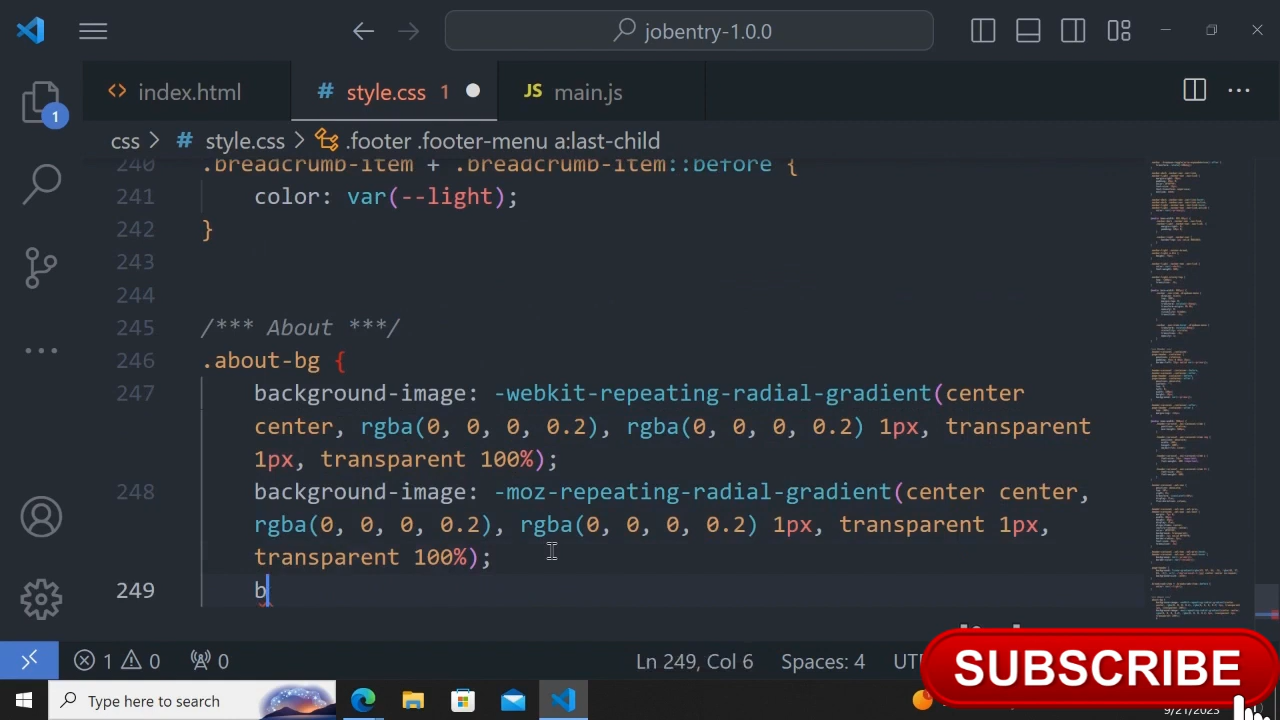 jobentry-1.0.0
index.html
# style.css 1
JS main.js
css > # style.css > .footer .footer-menu a:last-child
1
240 .breadcrumb-item + .breadcrumb-item::before {
241 color: var(--light);
242 }
243
244
245 /*** About ***/
246 .about-bg {
247 background-image: -webkit-repeating-radial-gradient(center
center, rgba(0, 0, 0, 0.2), rgba(0, 0, 0, 0.2) 1px, transparent
1px, transparent 100%);
248 background-image: -moz-repeating-radial-gradient(center center,
rgba(0, 0, 0, 0.2), rgba(0, 0, 0, 0.2) 1px, transparent 1px,
transparent 100%);
249 b
1 0 0
Ln 249, Col 6 Spaces: 4 UT
SUBSCRIBE
Type here to search
9/21/2023